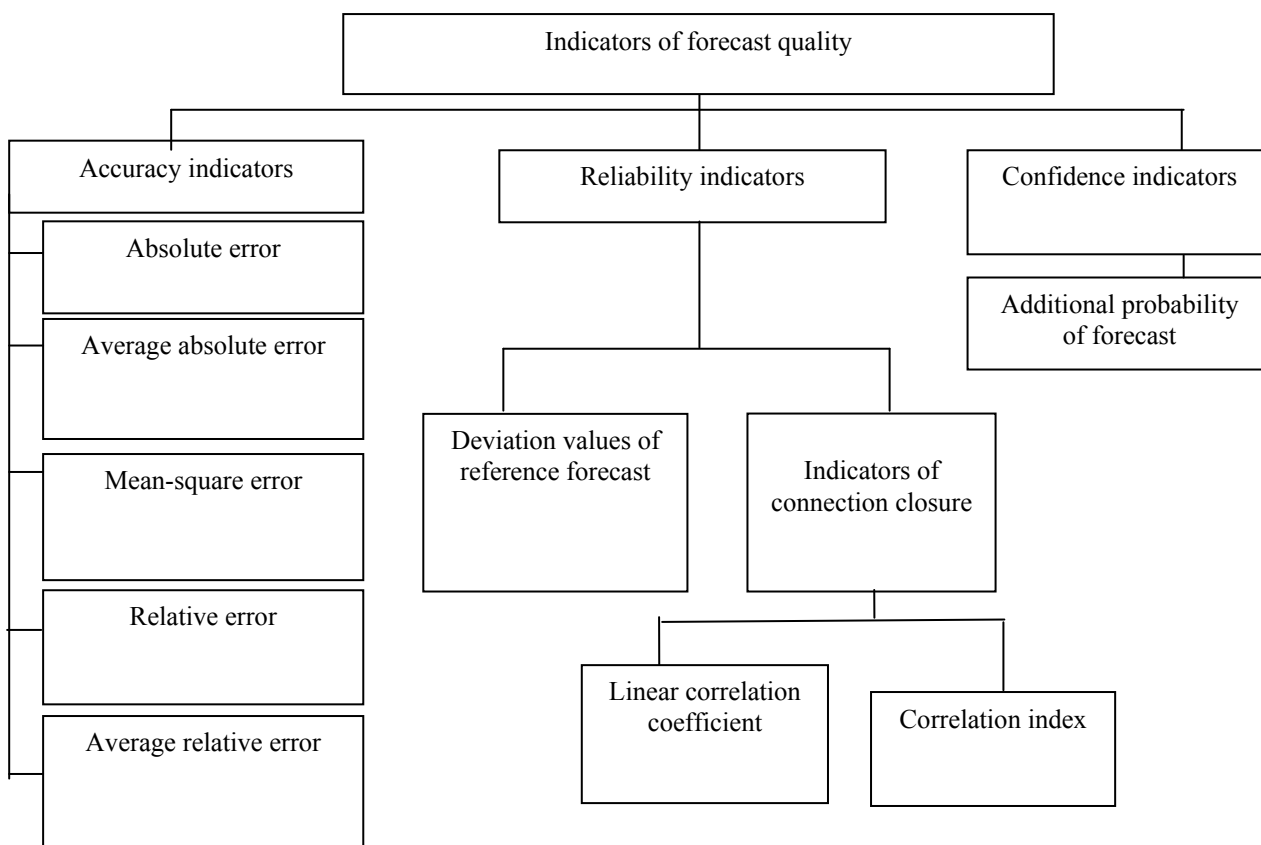 Indicators of forecast quality
Accuracy indicators
Reliability indicators
Confidence indicators
Absolute error
Additional probability
of forecast
Average absolute error
Deviation values of
reference forecast
Indicators of
connection closure
Mean-square error
Relative error
Linear correlation
coefficient
Correlation index
Average relative error